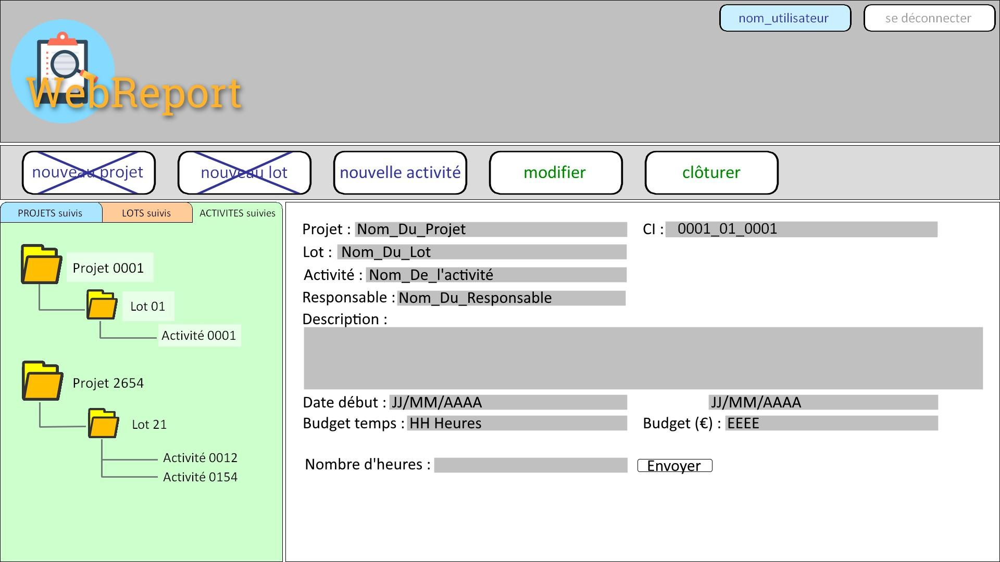 nom_utilisateur
se déconnecter
WebReport
nouveau projet
nouveau lot
nouvelle activité
modifier
clôturer
PROJETS suivis
LOTS suivis
ACTIVITES suivies
Projet 0001
Lot 01
Activité 0001
Projet 2654
Lot 21
Activité 0012
Activité 0154
Projet : Nom_Du_Projet
CI : 0001_01_0001
Lot : Nom_Du_Lot
Activité : Nom_De_l'activité
Responsable : Nom_Du_Responsable
Description :
Date début : JJ/MM/AAAA
JJ/MM/AAAA
Budget temps : HH Heures
Budget (€) : EEEE
Nombre d'heures :
Envoyer